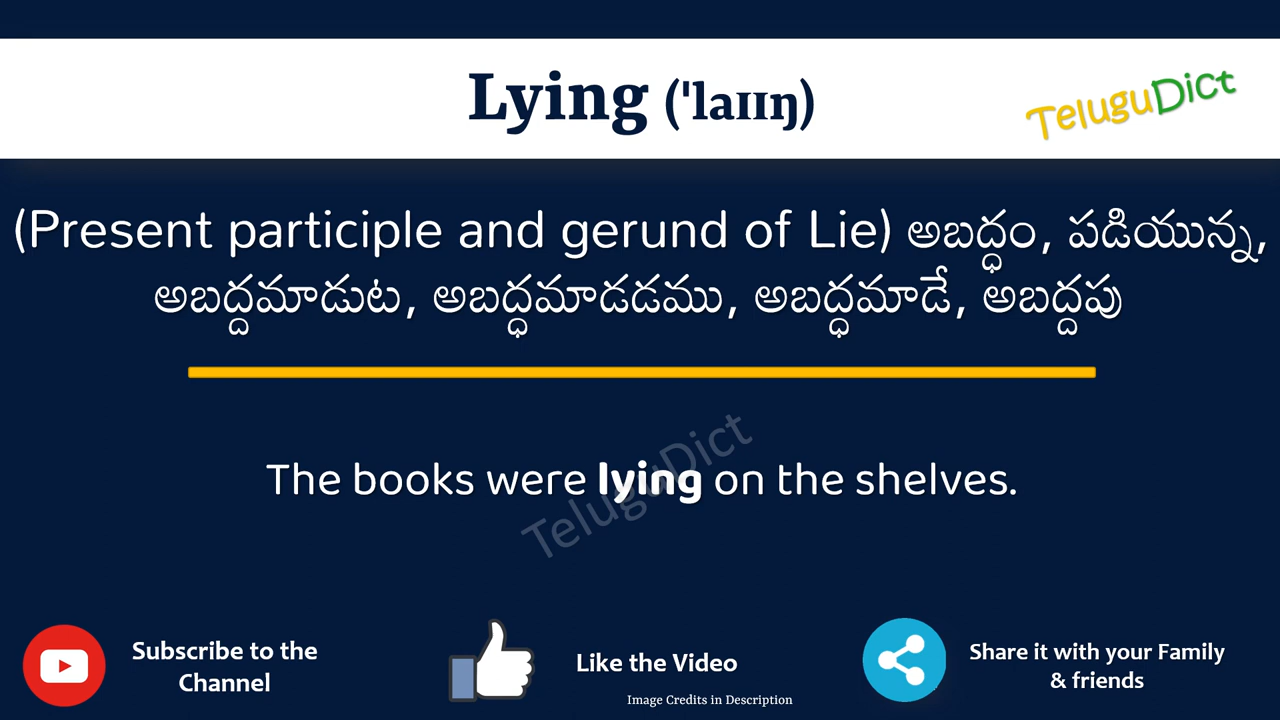 Lying (ˈlaɪɪŋ)
TeluguDict
(Present participle and gerund of Lie) అబద్ధం, పడియున్న,
అబద్దమాడుట, అబద్ధమాడడము, అబద్ధమాడే, అబద్దపు
The books were lying on the shelves.
TeluguDict
Subscribe to the
Channel
Like the Video
Image Credits in Description
Share it with your Family
& friends